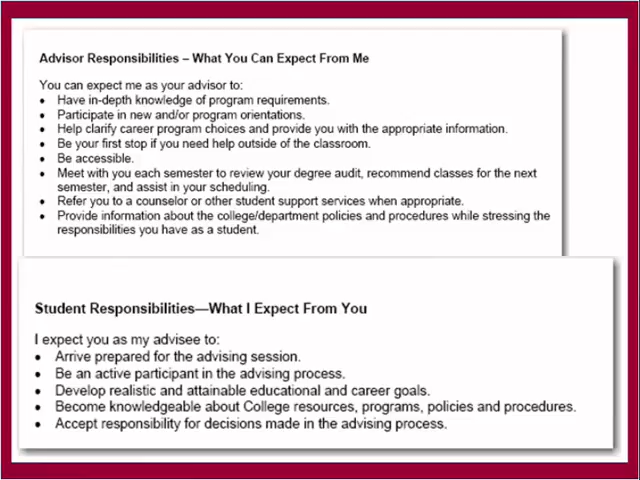 Advisor Responsibilities – What You Can Expect From Me
You can expect me as your advisor to:
• Have in-depth knowledge of program requirements.
• Participate in new and/or program orientations.
• Help clarify career program choices and provide you with the appropriate information.
• Be your first stop if you need help outside of the classroom.
• Be accessible.
• Meet with you each semester to review your degree audit, recommend classes for the next
semester, and assist in your scheduling.
• Refer you to a counselor or other student support services when appropriate.
• Provide information about the college/department policies and procedures while stressing the
responsibilities you have as a student.
Student Responsibilities—What I Expect From You
I expect you as my advisee to:
• Arrive prepared for the advising session.
• Be an active participant in the advising process.
• Develop realistic and attainable educational and career goals.
• Become knowledgeable about College resources, programs, policies and procedures.
• Accept responsibility for decisions made in the advising process.